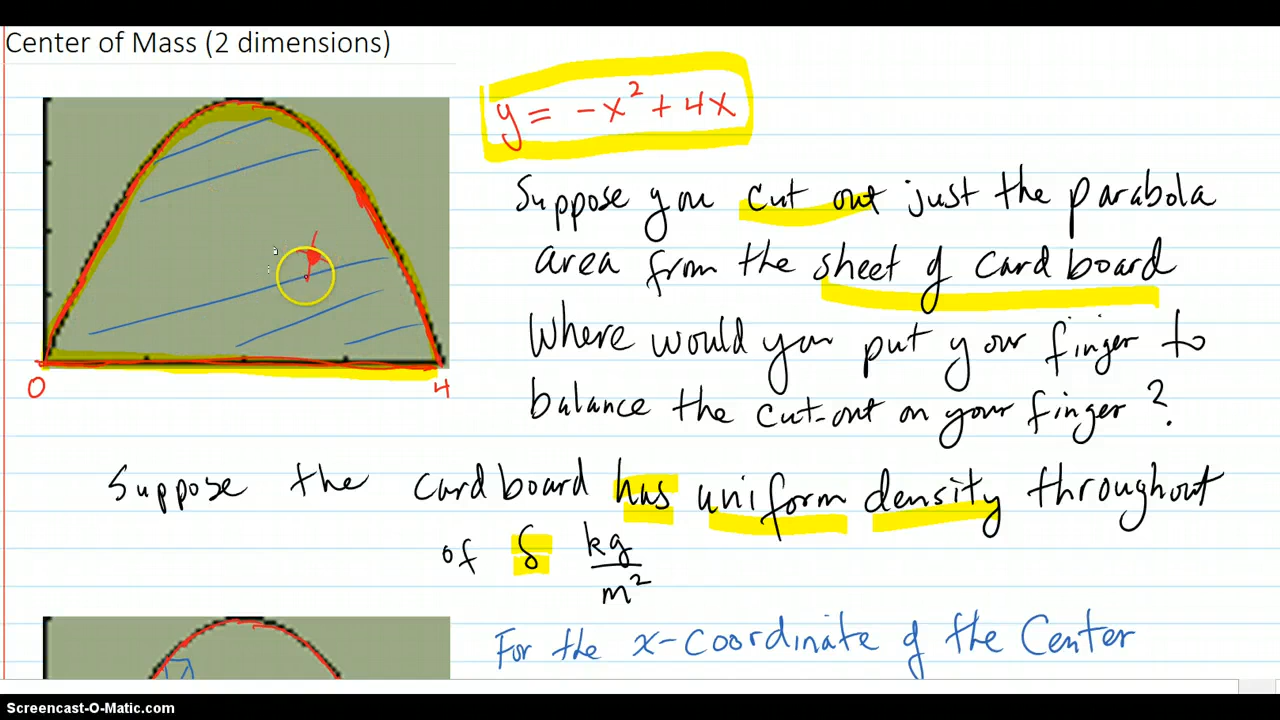 Center of Mass (2 dimensions)
y = -x² + 4x
Suppose you cut out just the parabola
area from the sheet of cardboard
Where would you put your finger to
balance the cut-out on your finger ?
0
4
Suppose the cardboard has uniform density throughout
of δ kg/m²
For the x-coordinate of the Center
Screencast-O-Matic.com